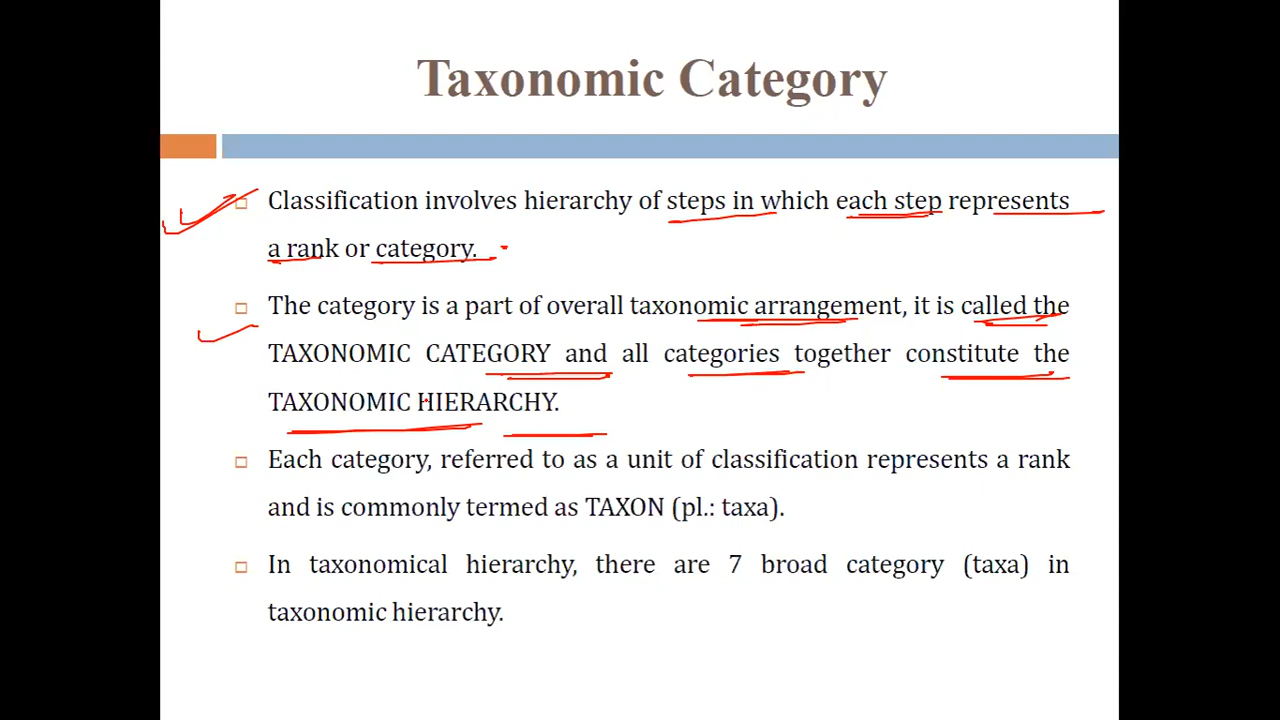 Taxonomic Category
Classification involves hierarchy of steps in which each step represents
a rank or category.
The category is a part of overall taxonomic arrangement, it is called the
TAXONOMIC CATEGORY and all categories together constitute the
TAXONOMIC HIERARCHY.
Each category, referred to as a unit of classification represents a rank
and is commonly termed as TAXON (pl.: taxa).
In taxonomical hierarchy, there are 7 broad category (taxa) in
taxonomic hierarchy.